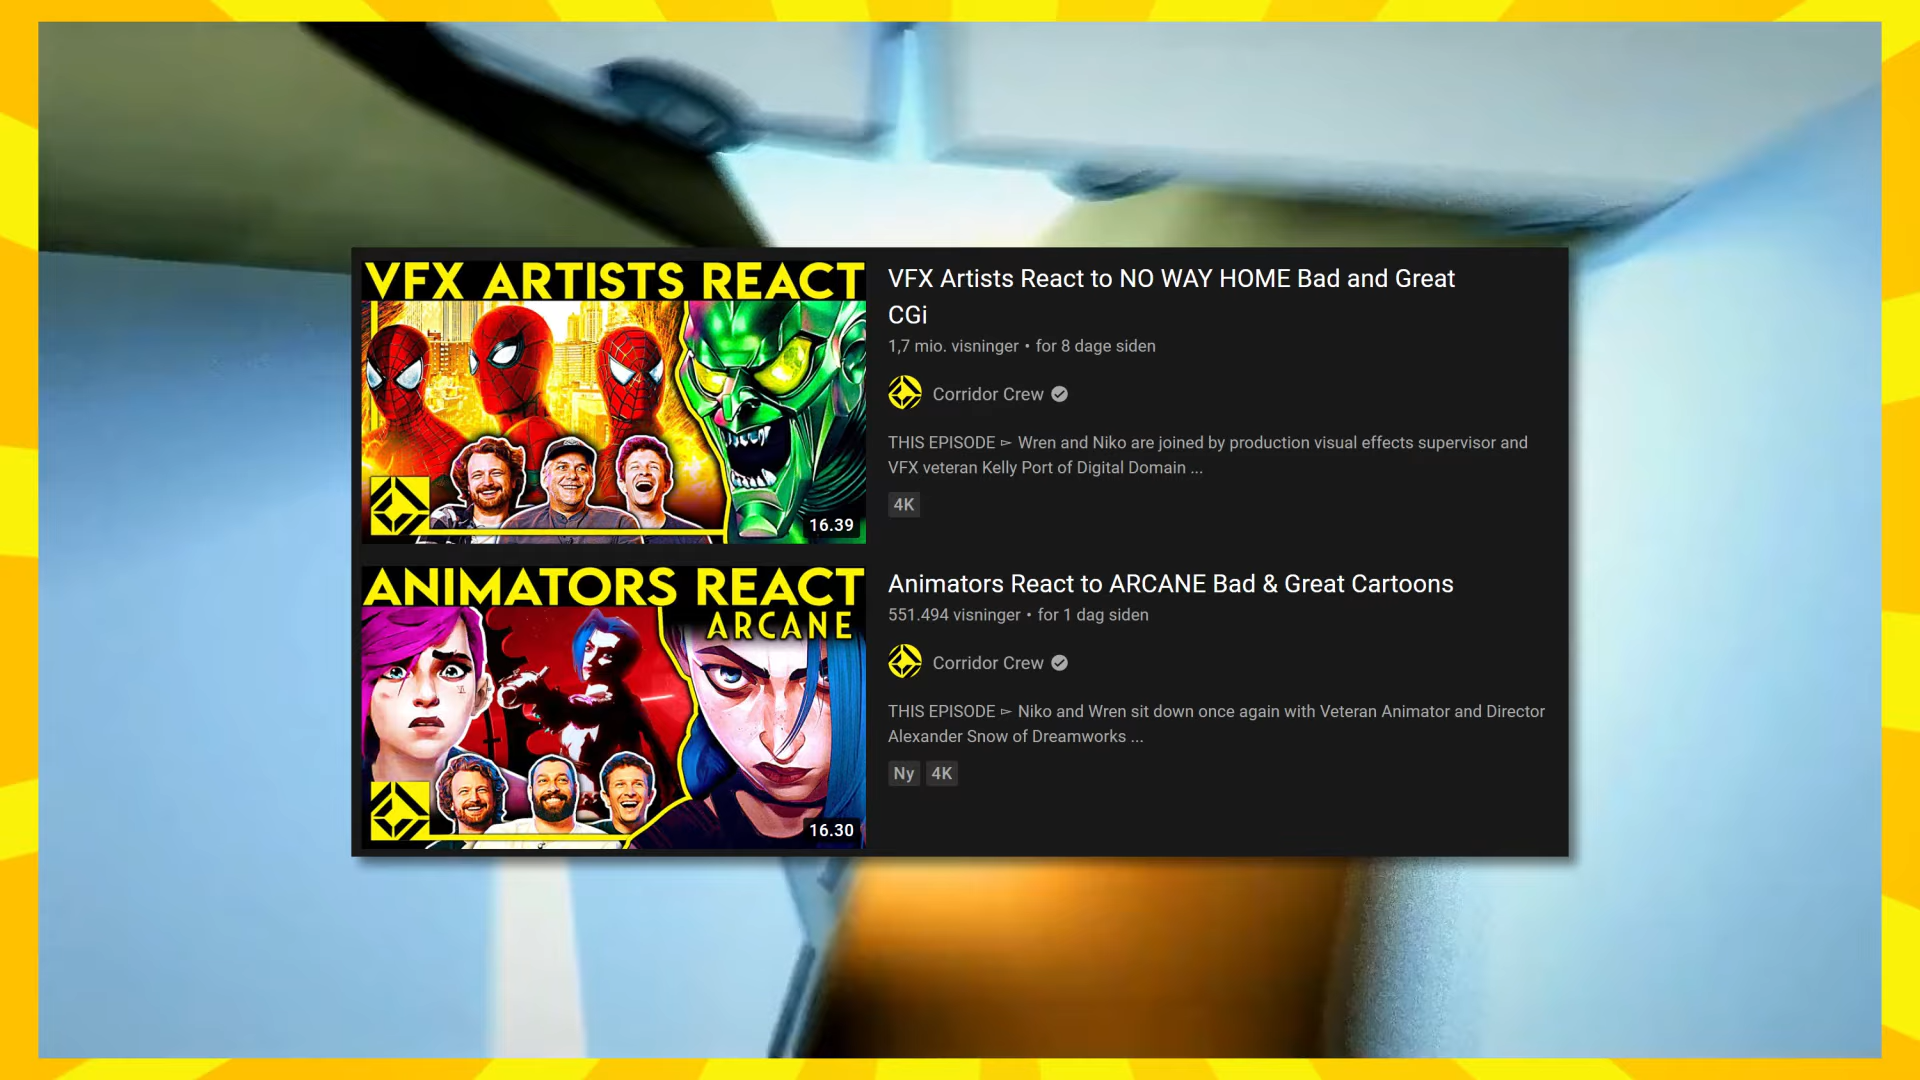 VFX ARTISTS REACT
16.39
VFX Artists React to NO WAY HOME Bad and Great
CGi
1,7 mio. visninger • for 8 dage siden
Corridor Crew
THIS EPISODE ► Wren and Niko are joined by production visual effects supervisor and
VFX veteran Kelly Port of Digital Domain ...
4K
ANIMATORS REACT
ARCANE
16.30
Animators React to ARCANE Bad & Great Cartoons
551.494 visninger • for 1 dag siden
Corridor Crew
THIS EPISODE ► Niko and Wren sit down once again with Veteran Animator and Director
Alexander Snow of Dreamworks ...
Ny 4K